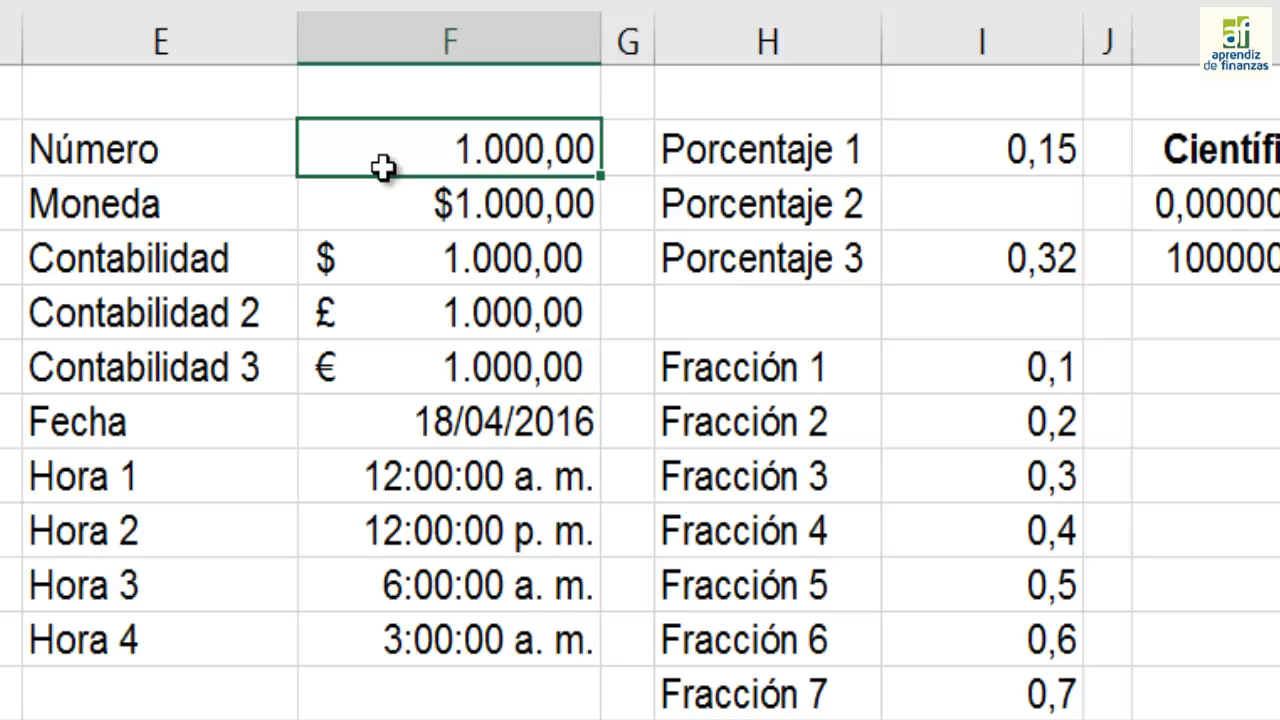 E F G H I J
aprendiz
de finanzas
Número 1.000,00 Porcentaje 1 0,15 Científi
Moneda $1.000,00 Porcentaje 2 0,00000
Contabilidad $ 1.000,00 Porcentaje 3 0,32 100000
Contabilidad 2 £ 1.000,00
Contabilidad 3 € 1.000,00 Fracción 1 0,1
Fecha 18/04/2016 Fracción 2 0,2
Hora 1 12:00:00 a. m. Fracción 3 0,3
Hora 2 12:00:00 p. m. Fracción 4 0,4
Hora 3 6:00:00 a. m. Fracción 5 0,5
Hora 4 3:00:00 a. m. Fracción 6 0,6
Fracción 7 0,7